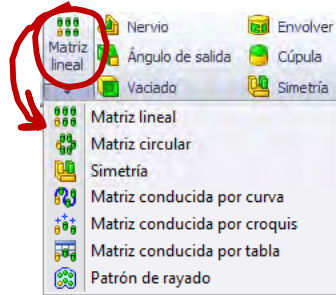 Matriz lineal
Nervio
Envolver
Ángulo de salida
Cúpula
Vaciado
Simetría
Matriz lineal
Matriz circular
Simetría
Matriz conducida por curva
Matriz conducida por croquis
Matriz conducida por tabla
Patrón de rayado